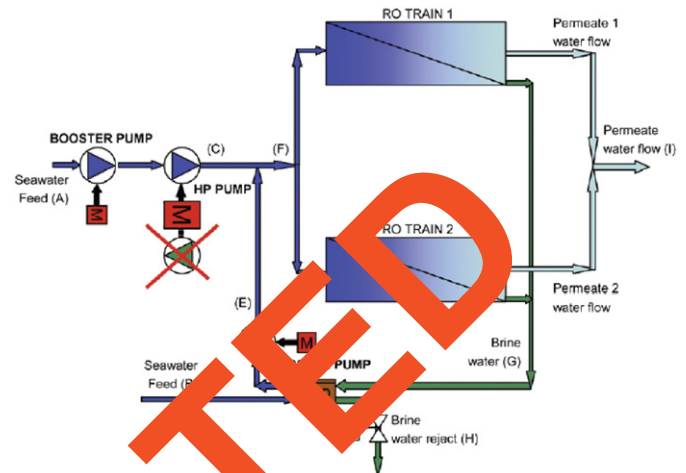 RO TRAIN 1
Permeate 1
water flow
BOOSTER PUMP
(C)
(F)
Permeate
water flow (I)
Seawater
Feed (A)
HP PUMP
M
M
RO TRAIN 2
Permeate 2
water flow
(E)
M
Brine
water (G)
Seawater
Feed
PUMP
Brine
water reject (H)
TED